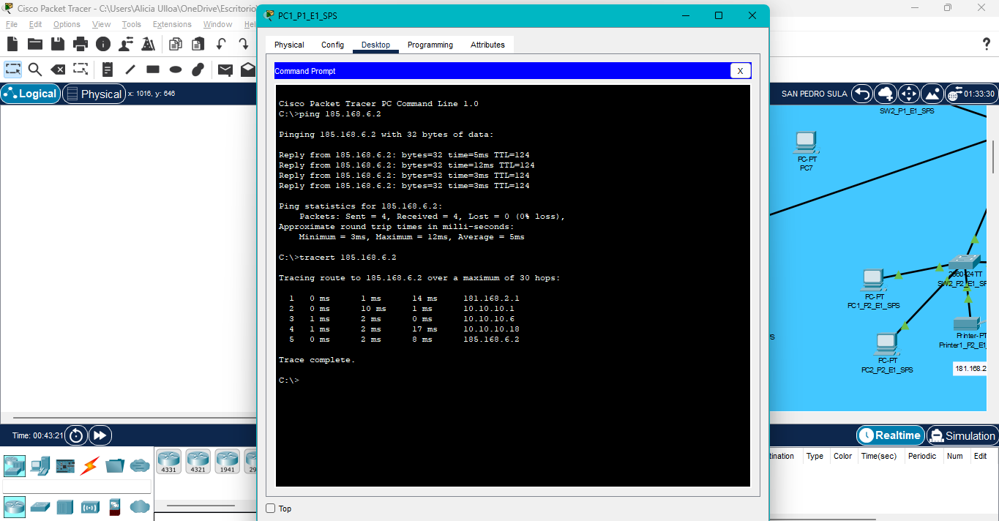 Cisco Packet Tracer - C:\Users\Alicia Ulloa\OneDrive\Escritorio
File Edit Options View Tools Extensions Window Hel
PC1_P1_E1_SPS
Physical Config Desktop Programming Attributes
Command Prompt
X
Logical
Physical
x: 1016, y: 646
SAN PEDRO SULA
01:33:30
Cisco Packet Tracer PC Command Line 1.0
C:\>ping 185.168.6.2
Pinging 185.168.6.2 with 32 bytes of data:
Reply from 185.168.6.2: bytes=32 time=5ms TTL=124
Reply from 185.168.6.2: bytes=32 time=12ms TTL=124
Reply from 185.168.6.2: bytes=32 time=3ms TTL=124
Reply from 185.168.6.2: bytes=32 time=3ms TTL=124
Ping statistics for 185.168.6.2:
Packets: Sent = 4, Received = 4, Lost = 0 (0% loss),
Approximate round trip times in milli-seconds:
Minimum = 3ms, Maximum = 12ms, Average = 5ms
C:\>tracert 185.168.6.2
Tracing route to 185.168.6.2 over a maximum of 30 hops:
1 0 ms 1 ms 14 ms 181.168.2.1
2 0 ms 10 ms 1 ms 10.10.10.1
3 1 ms 2 ms 0 ms 10.10.10.6
4 1 ms 2 ms 17 ms 10.10.10.18
5 0 ms 2 ms 8 ms 185.168.6.2
Trace complete.
C:\>
Top
SW2_P1_E1_SPS
PC-PT
PC7
PC-PT
PC1_P2_E1_SPS
2960-24TT
SW2_P2_E1_SP
PC-PT
PC2_P2_E1_SPS
Printer-PT
Printer1_P2_E1_
181.168.2
Time: 00:43:21
Realtime
Simulation
4331 4321 1941 29
tination Type Color Time(sec) Periodic Num Edit